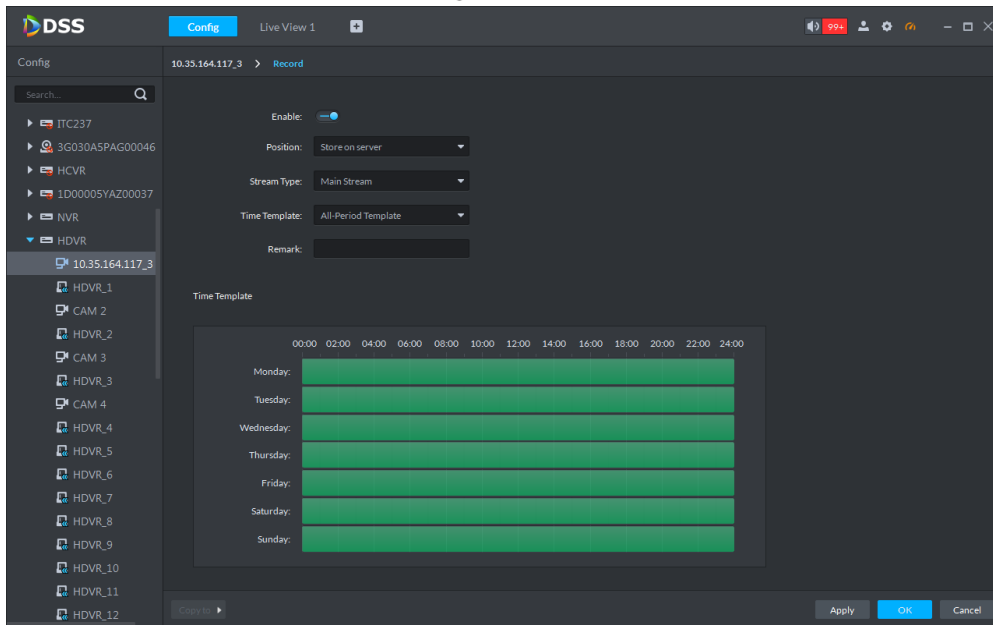 DSS
Config
Live View 1
99+
Config
10.35.164.117_3 > Record
Search...
ITC237
3G030A5PAG00046
HCVR
1D00005YAZ00037
NVR
HDVR
10.35.164.117_3
HDVR_1
CAM 2
HDVR_2
CAM 3
HDVR_3
CAM 4
HDVR_4
HDVR_5
HDVR_6
HDVR_7
HDVR_8
HDVR_9
HDVR_10
HDVR_11
HDVR_12
Enable:
Position: Store on server
Stream Type: Main Stream
Time Template: All-Period Template
Remark:
Time Template
00:00 02:00 04:00 06:00 08:00 10:00 12:00 14:00 16:00 18:00 20:00 22:00 24:00
Monday:
Tuesday:
Wednesday:
Thursday:
Friday:
Saturday:
Sunday:
Copy to
Apply
OK
Cancel